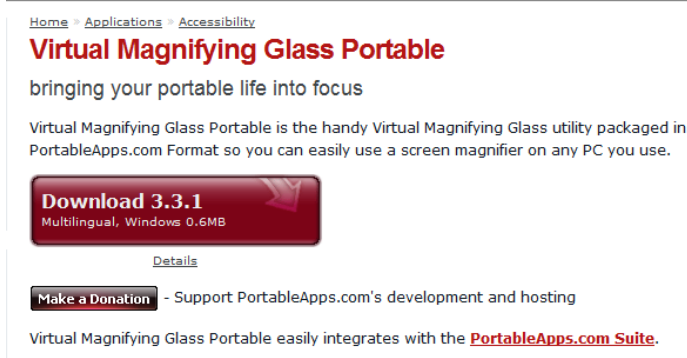 Home » Applications » Accessibility
Virtual Magnifying Glass Portable
bringing your portable life into focus
Virtual Magnifying Glass Portable is the handy Virtual Magnifying Glass utility packaged in
PortableApps.com Format so you can easily use a screen magnifier on any PC you use.
Download 3.3.1
Multilingual, Windows 0.6MB
Details
Make a Donation - Support PortableApps.com's development and hosting
Virtual Magnifying Glass Portable easily integrates with the PortableApps.com Suite.